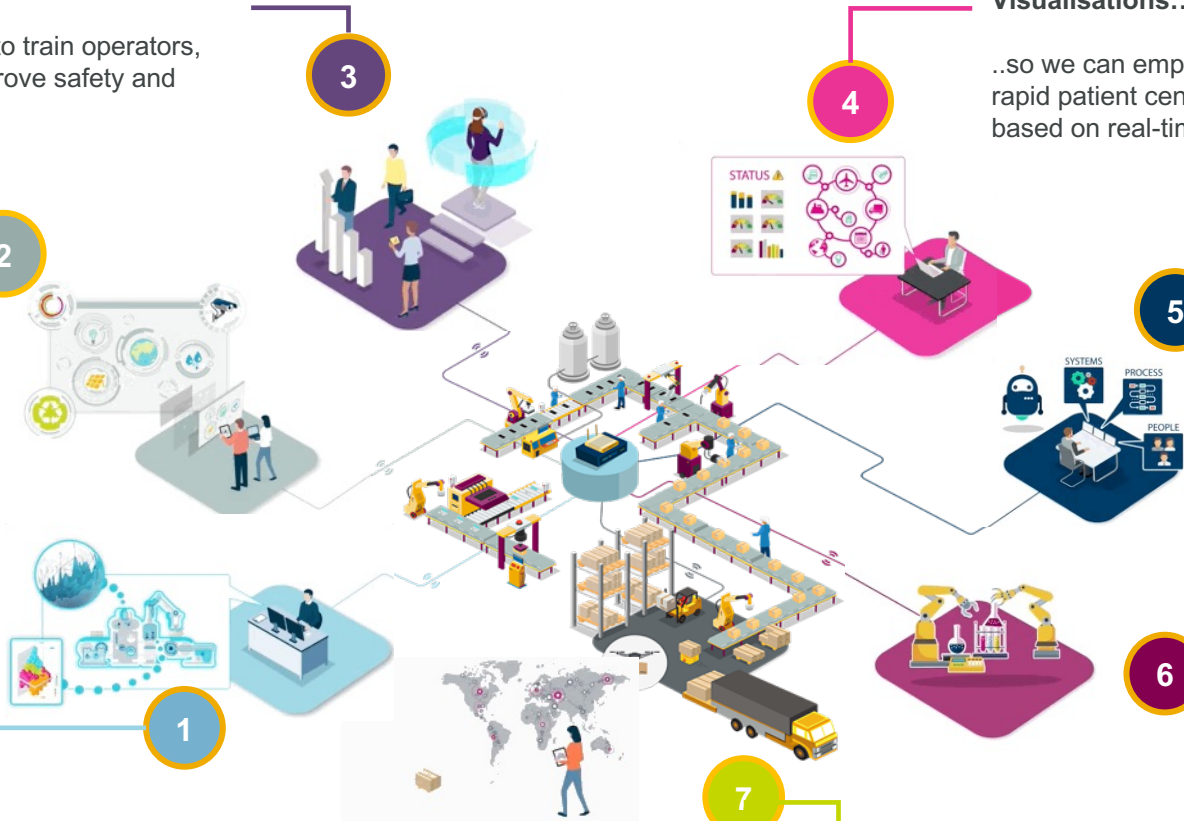 to train operators,
rove safety and
3
Visualisations..
..so we can emp
rapid patient cen
based on real-tin
4
STATUS
2
5
SYSTEMS
PROCESS
PEOPLE
1
6
7